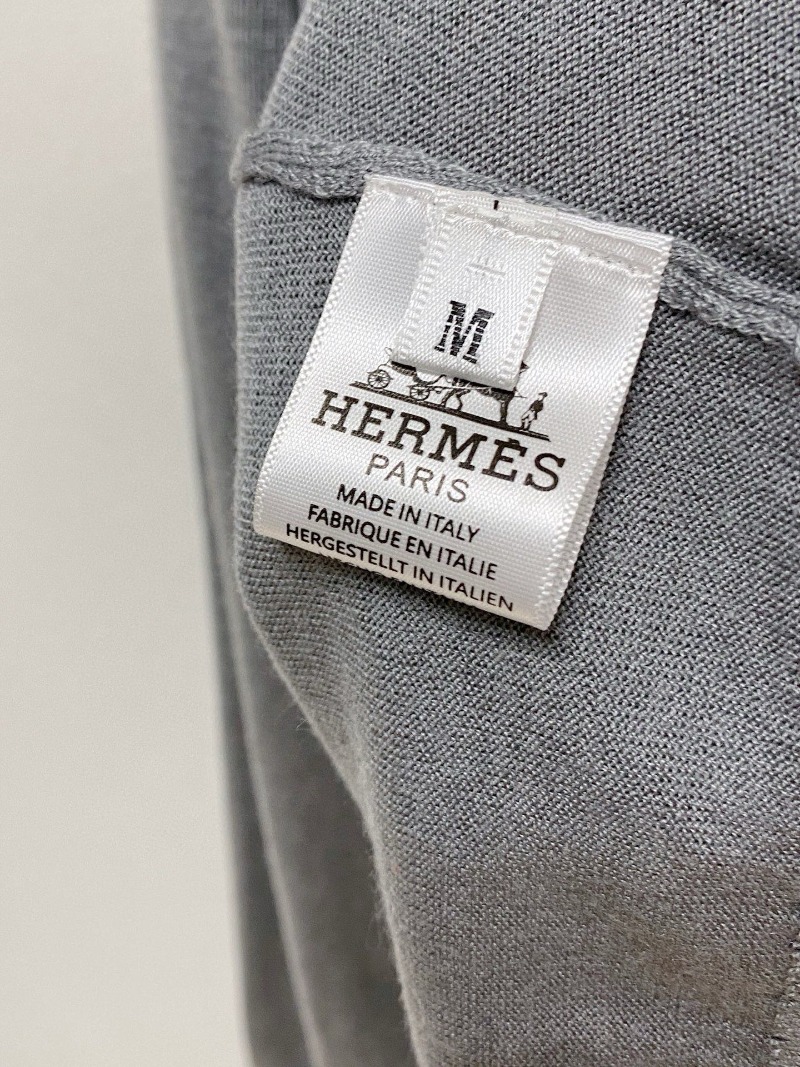 M
HERMÈS
PARIS
MADE IN ITALY
FABRIQUE EN ITALIE
HERGESTELLT IN ITALIEN